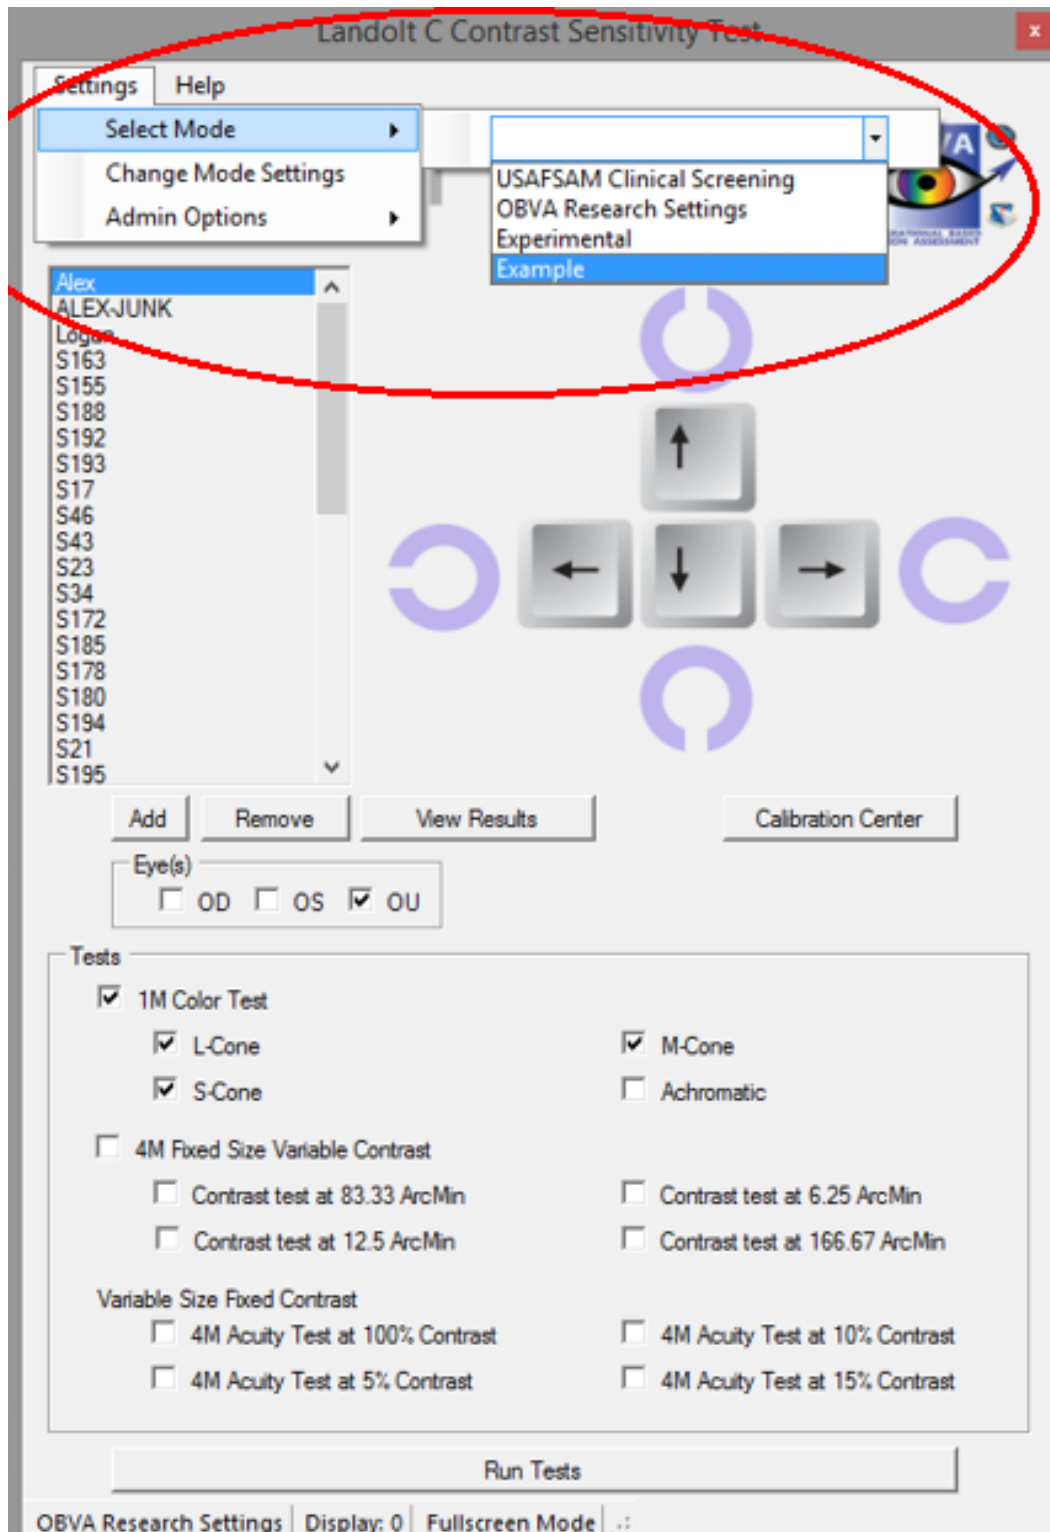 Landolt C Contrast Sensitivity Test
x
Settings Help
Select Mode
Change Mode Settings
Admin Options
USAFSAM Clinical Screening
OBVA Research Settings
Experimental
Example
VA
VISION ASSESSMENT
Alex
ALEX-JUNK
Logan
S163
S155
S188
S192
S193
S17
S46
S43
S23
S34
S172
S185
S178
S180
S194
S21
S195
Add Remove View Results Calibration Center
Eye(s)
OD OS OU
Tests
1M Color Test
L-Cone M-Cone
S-Cone Achromatic
4M Fixed Size Variable Contrast
Contrast test at 83.33 ArcMin Contrast test at 6.25 ArcMin
Contrast test at 12.5 ArcMin Contrast test at 166.67 ArcMin
Variable Size Fixed Contrast
4M Acuity Test at 100% Contrast 4M Acuity Test at 10% Contrast
4M Acuity Test at 5% Contrast 4M Acuity Test at 15% Contrast
Run Tests
OBVA Research Settings Display: 0 Fullscreen Mode